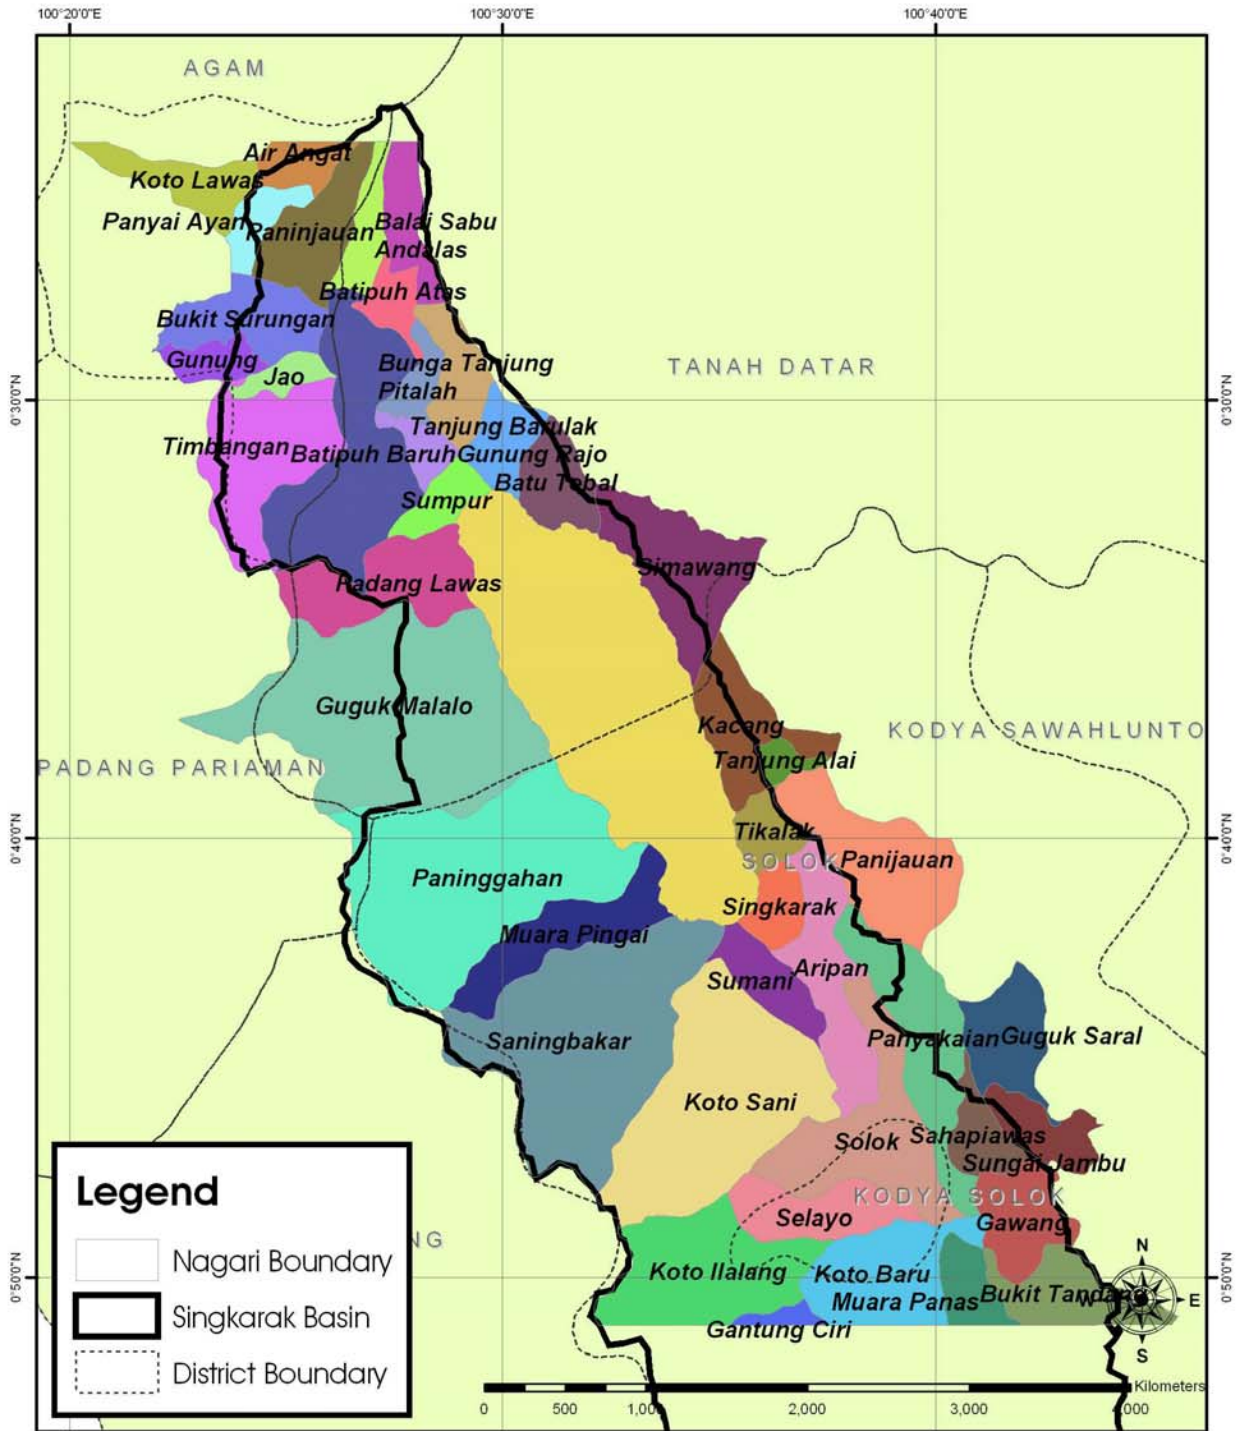 100°20'0"E 100°30'0"E 100°40'0"E
AGAM
Air Angat
Koto Lawas
Panyai Ayan
Paninjauan
Balai Sabu
Andalas
Batipuh Atas
Bukit Surungan
Gunung
Jao
Bunga Tanjung
Pitalah
TANAH DATAR
0°30'0"N 0°30'0"N
Tanjung Barulak
Timbangan
Batipuh Baruh
Gunung Rajo
Batu Tebal
Sumpur
Simawang
Padang Lawas
Guguk Malalo
Kacang
KODYA SAWAHLUNTO
Tanjung Alai
PADANG PARIAMAN
Tikalak
0°40'0"N 0°40'0"N
SOLOK
Panijauan
Paninggahan
Singkarak
Muara Pingai
Aripan
Sumani
Saningbakar
Panyakaian
Guguk Saral
Koto Sani
Solok
Sahapiawas
Sungai Jambu
KODYA SOLOK
Selayo
Gawang
NG
Koto Ilalang
Koto Baru
Muara Panas
Bukit Tandang
0°50'0"N 0°50'0"N
Gantung Ciri
N
W E
S
Legend
Nagari Boundary
Singkarak Basin
District Boundary
Kilometers
0 500 1,000 2,000 3,000 4,000